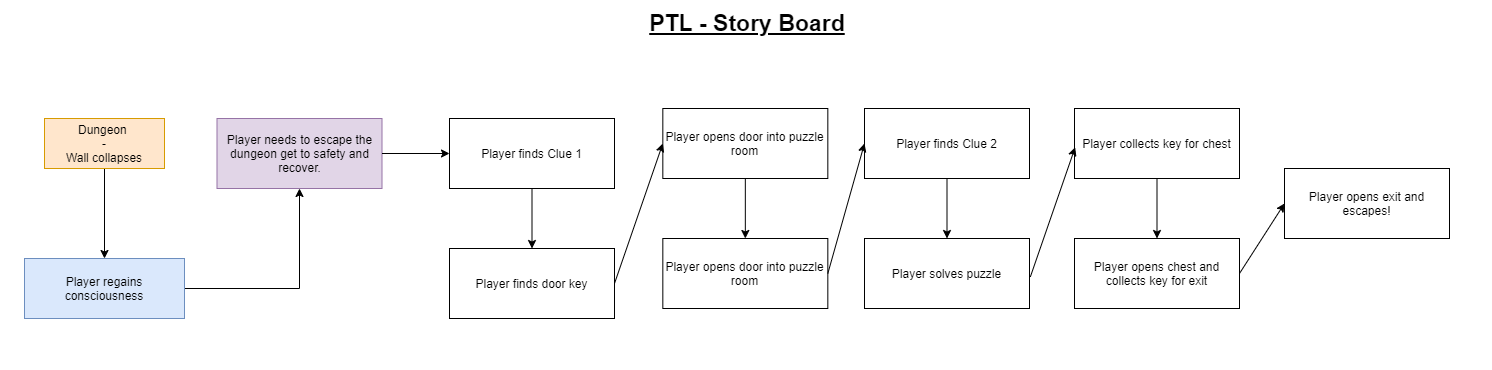 PTL - Story Board
Dungeon
-
Wall collapses
Player regains
consciousness
Player needs to escape the
dungeon get to safety and
recover.
Player finds Clue 1
Player finds door key
Player opens door into puzzle
room
Player opens door into puzzle
room
Player finds Clue 2
Player solves puzzle
Player collects key for chest
Player opens chest and
collects key for exit
Player opens exit and
escapes!